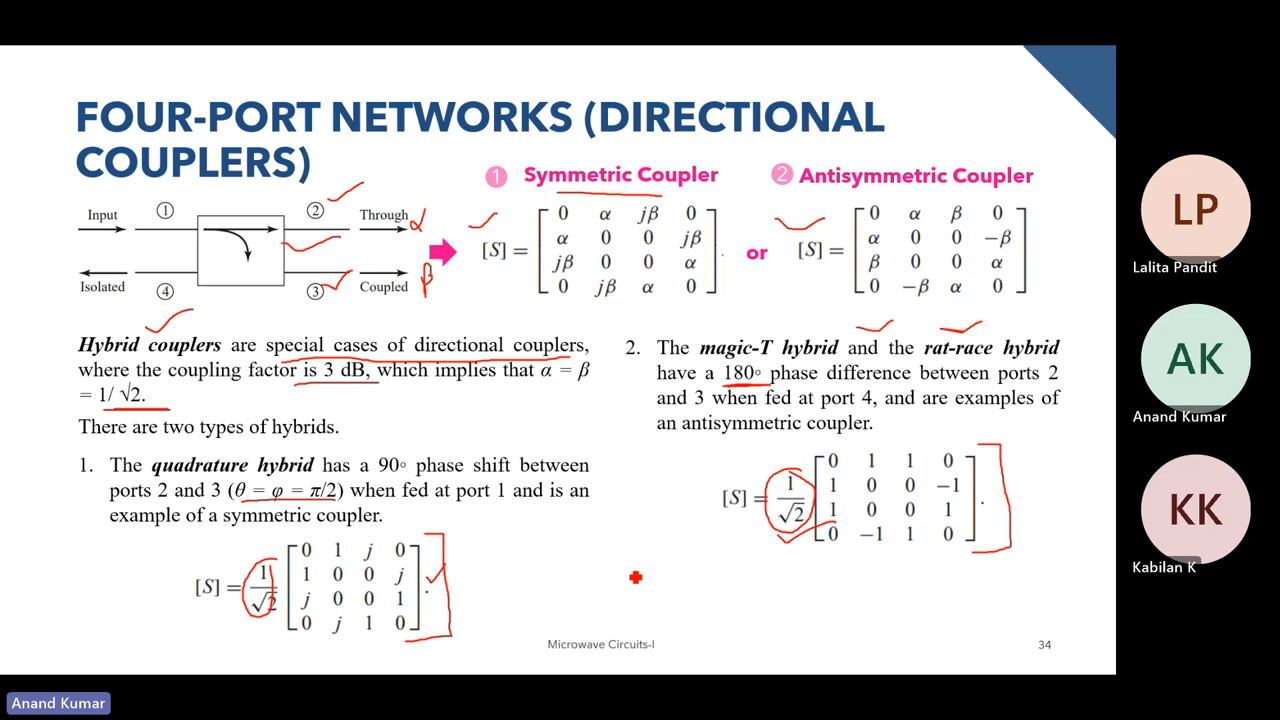 FOUR-PORT NETWORKS (DIRECTIONAL
COUPLERS)
① Symmetric Coupler
② Antisymmetric Coupler
Input ① ② Through α
Isolated ④ ③ Coupled β
[S] = [0 α jβ 0
α 0 0 jβ
jβ 0 0 α
0 jβ α 0] .
or
[S] = [0 α β 0
α 0 0 −β
β 0 0 α
0 −β α 0]
Hybrid couplers are special cases of directional couplers,
where the coupling factor is 3 dB, which implies that α = β
= 1/ √2.
There are two types of hybrids.
1. The quadrature hybrid has a 90◦ phase shift between
ports 2 and 3 (θ = φ = π/2) when fed at port 1 and is an
example of a symmetric coupler.
[S] = 1/√2 [0 1 j 0
1 0 0 j
j 0 0 1
0 j 1 0] .
2. The magic-T hybrid and the rat-race hybrid
have a 180◦ phase difference between ports 2
and 3 when fed at port 4, and are examples of
an antisymmetric coupler.
[S] = 1/√2 [0 1 1 0
1 0 0 −1
1 0 0 1
0 −1 1 0] .
Microwave Circuits-I
34
LP
Lalita Pandit
AK
Anand Kumar
KK
Kabilan K
Anand Kumar